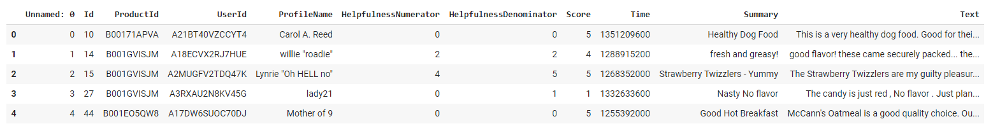 Unnamed: 0 Id ProductId UserId ProfileName HelpfulnessNumerator HelpfulnessDenominator Score Time Summary Text
0 0 10 B00171APVA A21BT40VZCCYT4 Carol A. Reed 0 0 5 1351209600 Healthy Dog Food This is a very healthy dog food. Good for thei...
1 1 14 B001GVISJM A18ECVX2RJ7HUE willie "roadie" 2 2 4 1288915200 fresh and greasy! good flavor! these came securely packed... the...
2 2 15 B001GVISJM A2MUGFV2TDQ47K Lynrie "Oh HELL no" 4 5 5 1268352000 Strawberry Twizzlers - Yummy The Strawberry Twizzlers are my guilty pleasur...
3 3 27 B001GVISJM A3RXAU2N8KV45G lady21 0 1 1 1332633600 Nasty No flavor The candy is just red , No flavor . Just plan...
4 4 44 B001EO5QW8 A17DW6SUOC70DJ Mother of 9 0 0 5 1255392000 Good Hot Breakfast McCann's Oatmeal is a good quality choice. Ou...